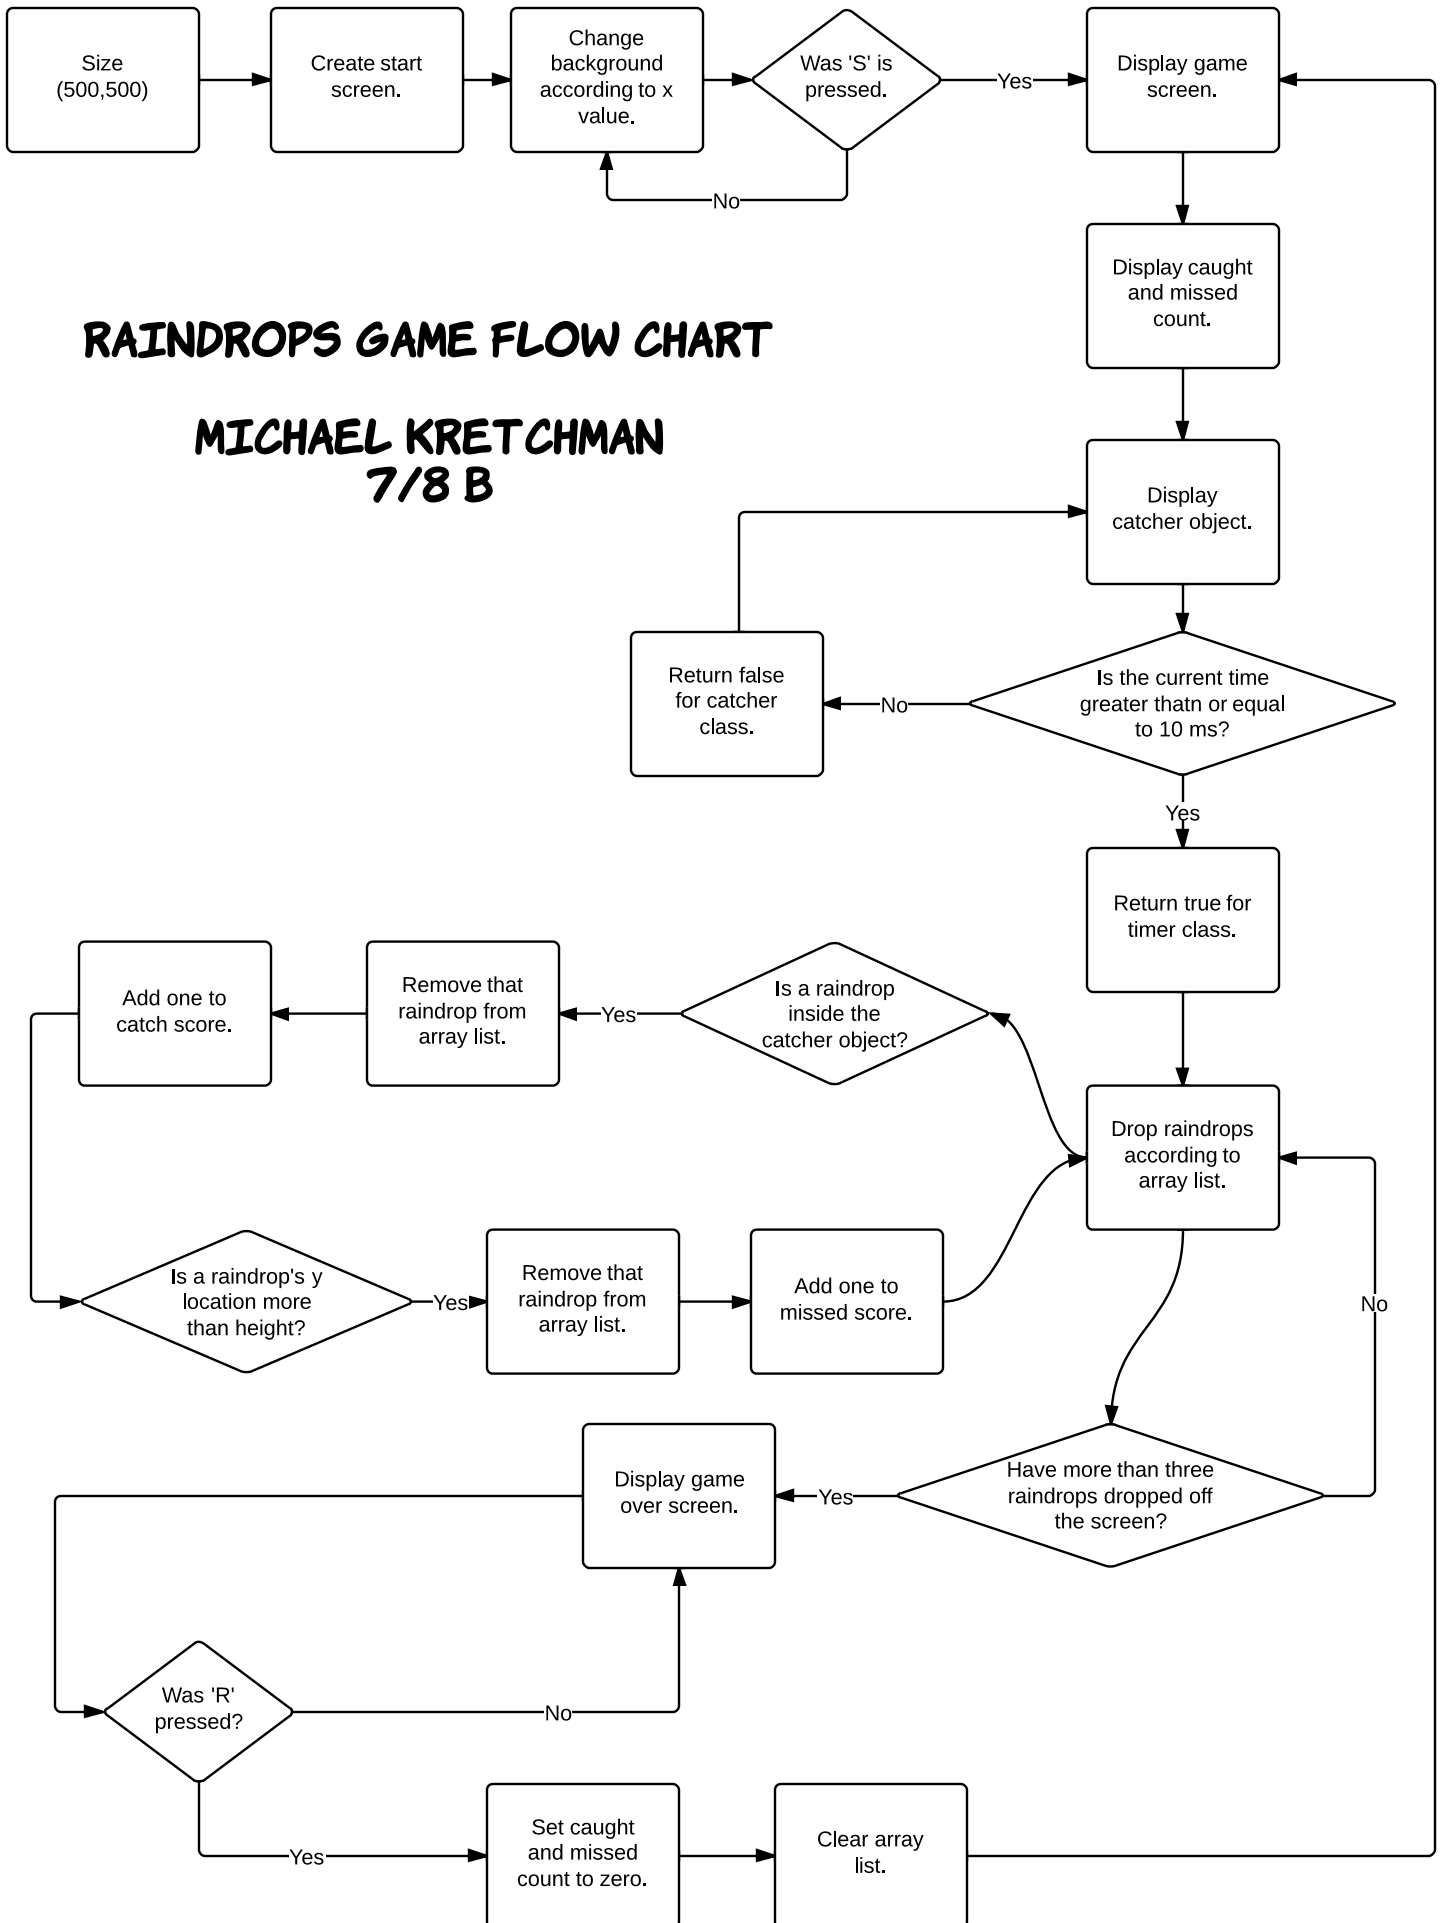 Size
(500,500)
Create start
screen.
Change
background
according to x
value.
Was 'S' is
pressed.
Yes
No
Display game
screen.
Display caught
and missed
count.
RAINDROPS GAME FLOW CHART
MICHAEL KRETCHMAN
7/8 B
Display
catcher object.
Is the current time
greater thatn or equal
to 10 ms?
No
Return false
for catcher
class.
Yes
Return true for
timer class.
Drop raindrops
according to
array list.
Is a raindrop
inside the
catcher object?
Yes
Remove that
raindrop from
array list.
Add one to
catch score.
Is a raindrop's y
location more
than height?
Yes
Remove that
raindrop from
array list.
Add one to
missed score.
No
Have more than three
raindrops dropped off
the screen?
Yes
Display game
over screen.
Was 'R'
pressed?
No
Yes
Set caught
and missed
count to zero.
Clear array
list.